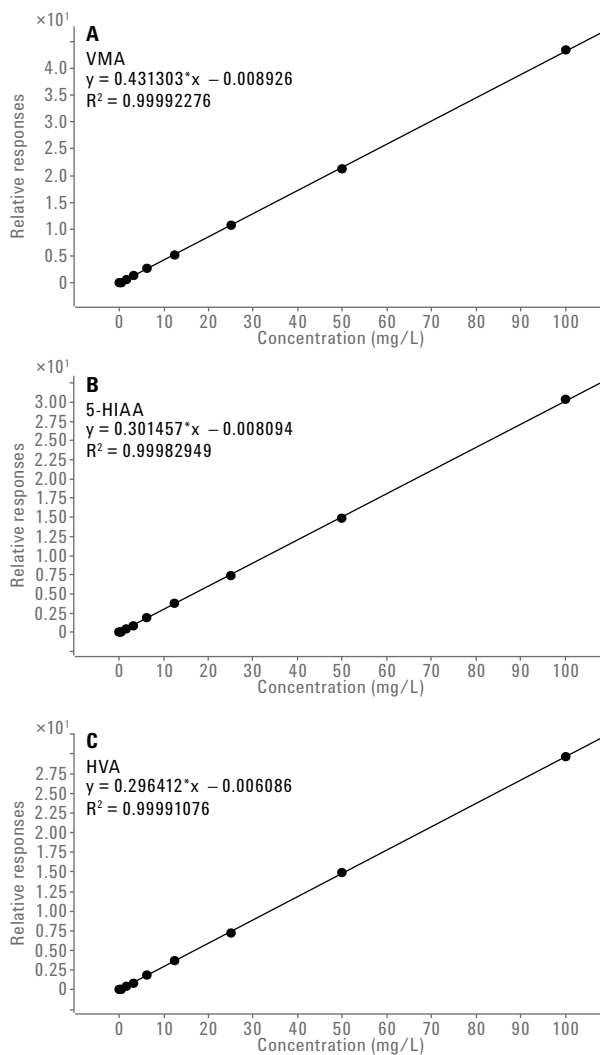 ×10¹
A
VMA
y = 0.431303*x – 0.008926
R² = 0.99992276
4.0
3.5
3.0
2.5
2.0
1.5
1.0
0.5
0
Relative responses
0 10 20 30 40 50 60 70 80 90 100
Concentration (mg/L)
×10¹
B
5-HIAA
y = 0.301457*x – 0.008094
R² = 0.99982949
3.00
2.75
2.50
2.25
2.00
1.75
1.50
1.25
1.00
0.75
0.50
0.25
0
Relative responses
0 10 20 30 40 50 60 70 80 90 100
Concentration (mg/L)
×10¹
C
HVA
y = 0.296412*x – 0.006086
R² = 0.99991076
2.75
2.50
2.25
2.00
1.75
1.50
1.25
1.00
0.75
0.50
0.25
0
Relative responses
0 10 20 30 40 50 60 70 80 90 100
Concentration (mg/L)